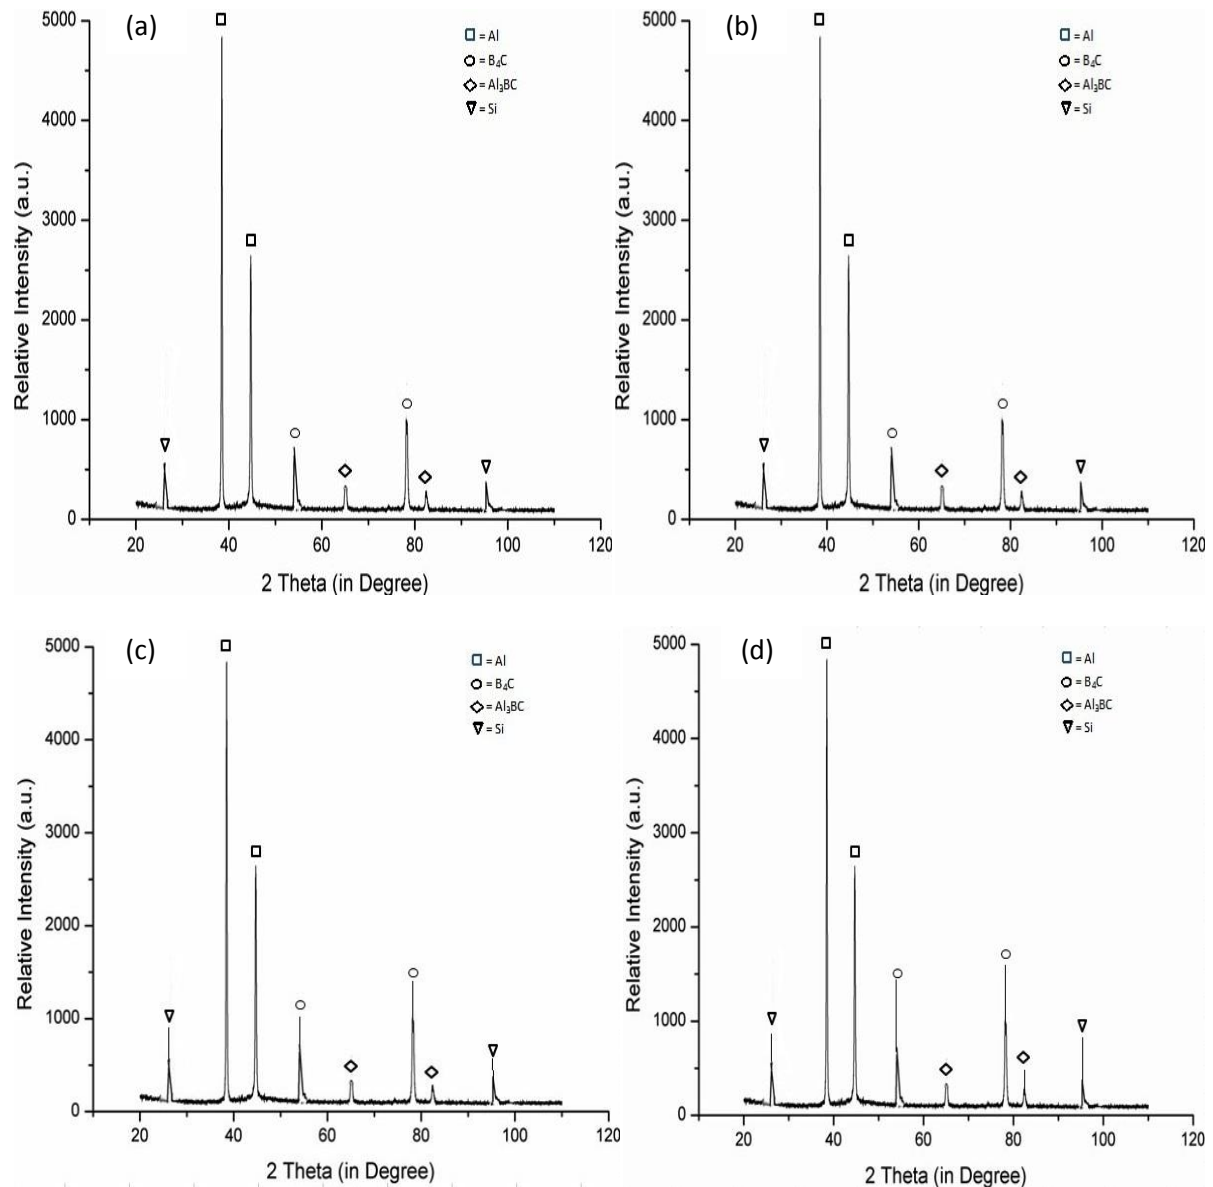 (a)
= Al
= B₄C
= Al₃BC
= Si
5000
4000
3000
2000
1000
0
Relative Intensity (a.u.)
20 40 60 80 100 120
2 Theta (in Degree)
(b)
= Al
= B₄C
= Al₃BC
= Si
5000
4000
3000
2000
1000
0
Relative Intensity (a.u.)
20 40 60 80 100 120
2 Theta (in Degree)
(c)
= Al
= B₄C
= Al₃BC
= Si
5000
4000
3000
2000
1000
0
Relative Intensity (a.u.)
20 40 60 80 100 120
2 Theta (in Degree)
(d)
= Al
= B₄C
= Al₃BC
= Si
5000
4000
3000
2000
1000
0
Relative Intensity (a.u.)
20 40 60 80 100 120
2 Theta (in Degree)